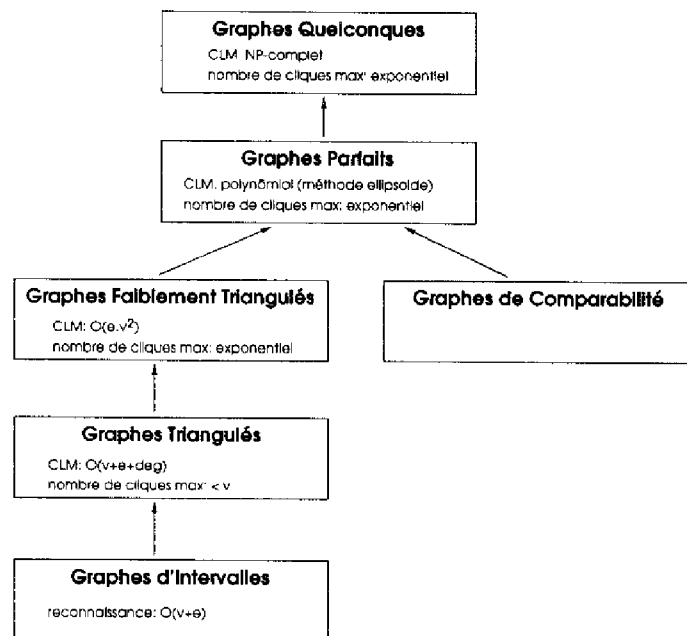 Graphes Quelconques
CLM NP-complet
nombre de cliques max: exponentiel
Graphes Parfaits
CLM: polynômial (méthode ellipsoïde)
nombre de cliques max: exponentiel
Graphes Faiblement Triangulés
CLM: O(e.v²)
nombre de cliques max: exponentiel
Graphes de Comparabilité
Graphes Triangulés
CLM: O(v+e+deg)
nombre de cliques max: < v
Graphes d'Intervalles
reconnaissance: O(v+e)